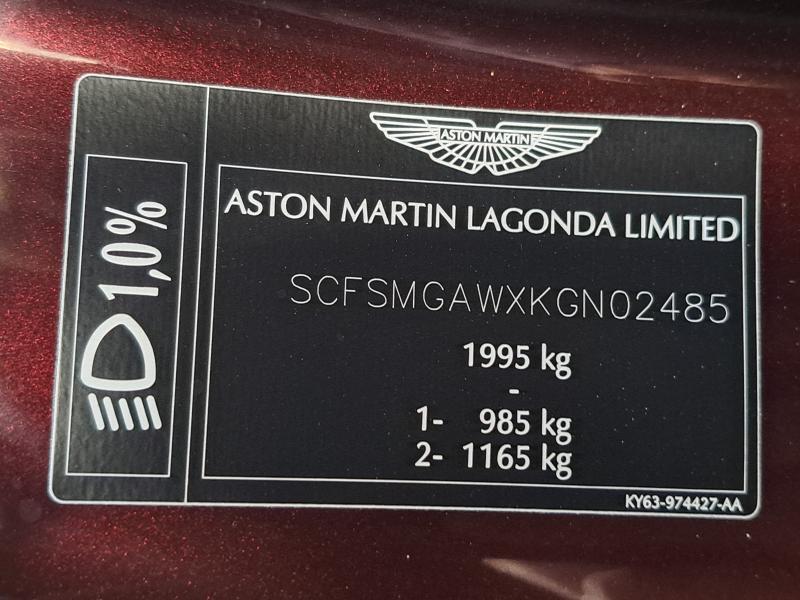 ASTON MARTIN
ASTON MARTIN LAGONDA LIMITED
SCFSMGAWXKGN02485
1995 kg
-
1- 985 kg
2- 1165 kg
KY63-974427-AA
1,0%